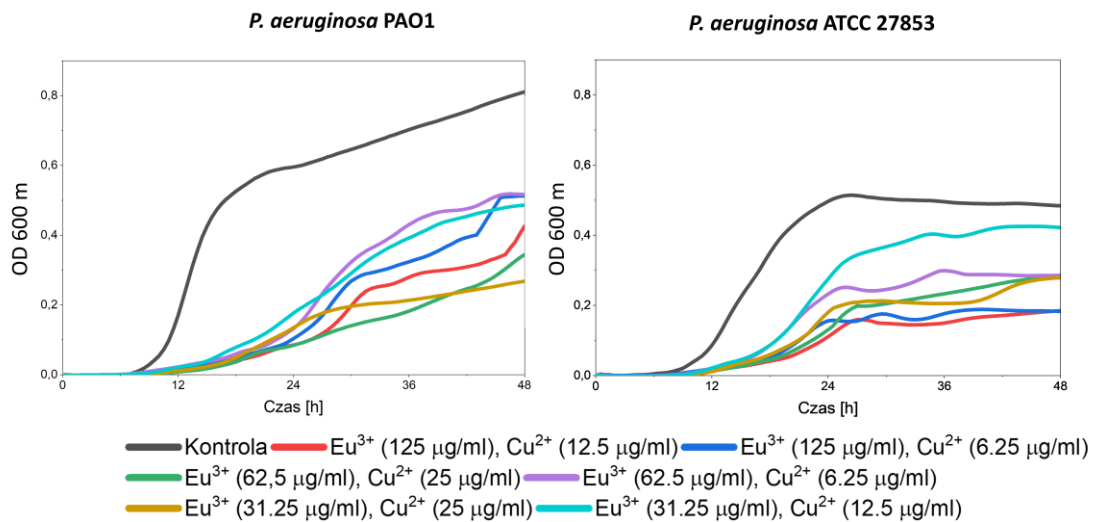 P. aeruginosa PAO1
P. aeruginosa ATCC 27853
OD 600 m
0,8
0,6
0,4
0,2
0,0
0
12
24
36
48
Czas [h]
OD 600 m
0,8
0,6
0,4
0,2
0,0
0
12
24
36
48
Czas [h]
Kontrola Eu³⁺ (125 μg/ml), Cu²⁺ (12.5 μg/ml) Eu³⁺ (125 μg/ml), Cu²⁺ (6.25 μg/ml)
Eu³⁺ (62,5 μg/ml), Cu²⁺ (25 μg/ml) Eu³⁺ (62.5 μg/ml), Cu²⁺ (6.25 μg/ml)
Eu³⁺ (31.25 μg/ml), Cu²⁺ (25 μg/ml) Eu³⁺ (31.25 μg/ml), Cu²⁺ (12.5 μg/ml)